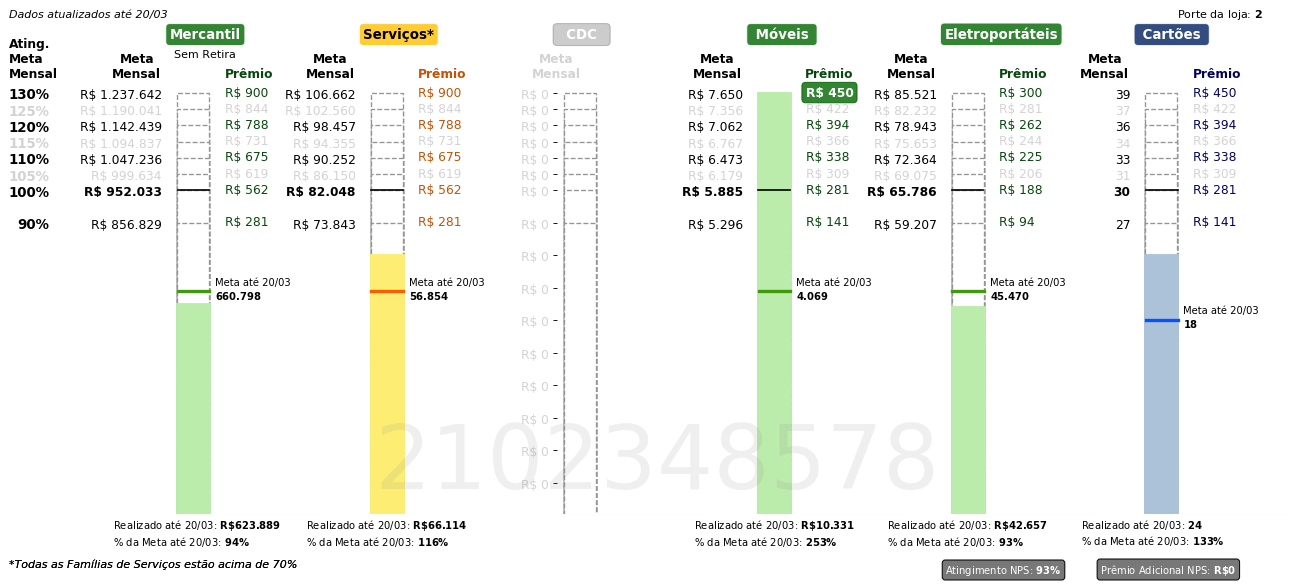 Dados atualizados até 20/03
Porte da loja: 2
Mercantil
Serviços*
CDC
Móveis
Eletroportáteis
Cartões
Sem Retira
Ating. Meta Mensal
Meta Mensal Prêmio
Meta Mensal Prêmio
Meta Mensal
Meta Mensal Prêmio
Meta Mensal Prêmio
Meta Mensal Prêmio
130% R$ 1.237.642 R$ 900 R$ 106.662 R$ 900 R$ 0 R$ 7.650 R$ 450 R$ 85.521 R$ 300 39 R$ 450
125% R$ 1.190.041 R$ 844 R$ 102.560 R$ 844 R$ 0 R$ 7.356 R$ 422 R$ 82.232 R$ 281 37 R$ 422
120% R$ 1.142.439 R$ 788 R$ 98.457 R$ 788 R$ 0 R$ 7.062 R$ 394 R$ 78.943 R$ 262 36 R$ 394
115% R$ 1.094.837 R$ 731 R$ 94.355 R$ 731 R$ 0 R$ 6.767 R$ 366 R$ 75.653 R$ 244 34 R$ 366
110% R$ 1.047.236 R$ 675 R$ 90.252 R$ 675 R$ 0 R$ 6.473 R$ 338 R$ 72.364 R$ 225 33 R$ 338
105% R$ 999.634 R$ 619 R$ 86.150 R$ 619 R$ 0 R$ 6.179 R$ 309 R$ 69.075 R$ 206 31 R$ 309
100% R$ 952.033 R$ 562 R$ 82.048 R$ 562 R$ 0 R$ 5.885 R$ 281 R$ 65.786 R$ 188 30 R$ 281
90% R$ 856.829 R$ 281 R$ 73.843 R$ 281 R$ 0 R$ 5.296 R$ 141 R$ 59.207 R$ 94 27 R$ 141
R$ 0
R$ 0
R$ 0
R$ 0
R$ 0
R$ 0
R$ 0
R$ 0
Meta até 20/03
660.798
Meta até 20/03
56.854
Meta até 20/03
4.069
Meta até 20/03
45.470
Meta até 20/03
18
2102348578
Realizado até 20/03: R$623.889
% da Meta até 20/03: 94%
Realizado até 20/03: R$66.114
% da Meta até 20/03: 116%
Realizado até 20/03: R$10.331
% da Meta até 20/03: 253%
Realizado até 20/03: R$42.657
% da Meta até 20/03: 93%
Realizado até 20/03: 24
% da Meta até 20/03: 133%
*Todas as Famílias de Serviços estão acima de 70%
Atingimento NPS: 93%
Prêmio Adicional NPS: R$0